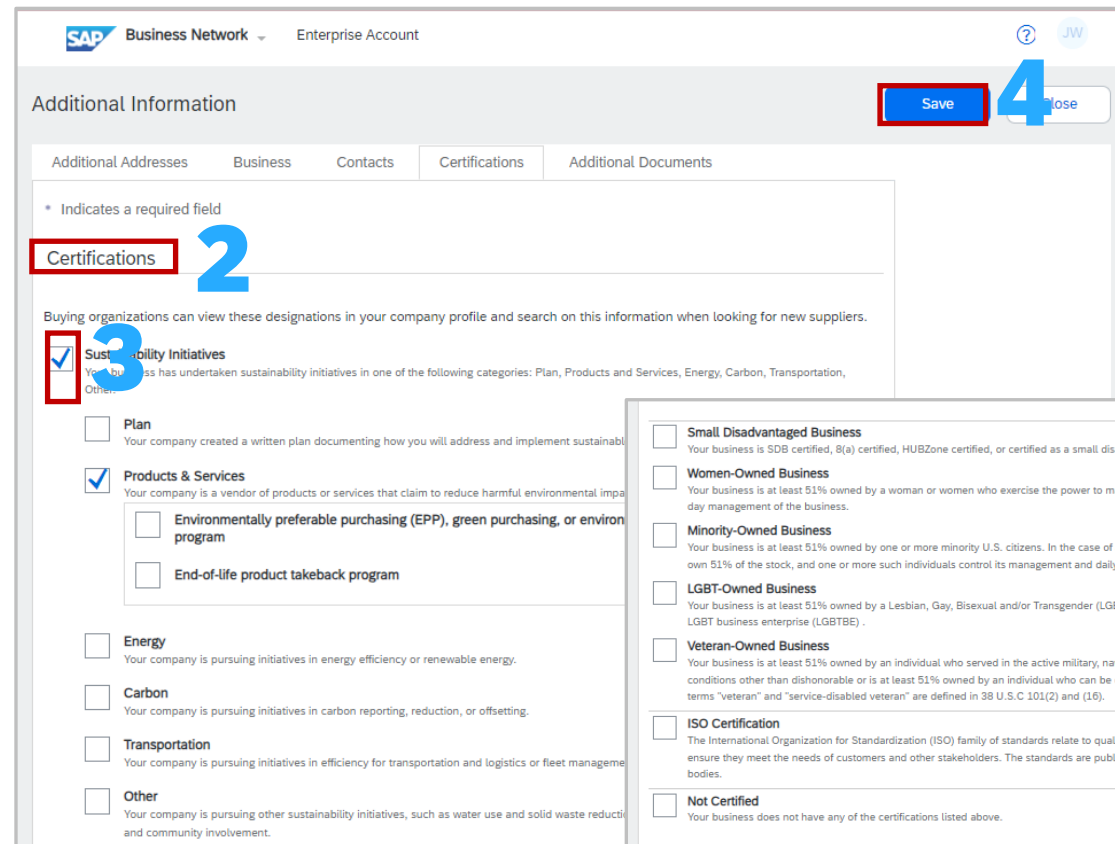 SAP Business Network Enterprise Account
? JW
Additional Information
Save
4
Additional Addresses Business Contacts Certifications Additional Documents
* Indicates a required field
Certifications
2
Buying organizations can view these designations in your company profile and search on this information when looking for new suppliers.
3
Sustainability Initiatives
Your business has undertaken sustainability initiatives in one of the following categories: Plan, Products and Services, Energy, Carbon, Transportation,
Other.
Plan
Your company created a written plan documenting how you will address and implement
Products & Services
Your company is a vendor of products or services that claim to reduce harmful environmental
Environmentally preferable purchasing (EPP), green purchasing, or
program
End-of-life product takeback program
Energy
Your company is pursuing initiatives in energy efficiency or renewable energy.
Carbon
Your company is pursuing initiatives in carbon reporting, reduction, or offsetting.
Transportation
Your company is pursuing initiatives in efficiency for transportation and logistics or fleet
Other
Your company is pursuing other sustainability initiatives, such as water use and solid waste
and community involvement.
Small Disadvantaged Business
Your business is SDB certified, 8(a) certified, HUBZone certified, or certified as a small
Women-Owned Business
Your business is at least 51% owned by a woman or women who exercise the power to
day management of the business.
Minority-Owned Business
Your business is at least 51% owned by one or more minority U.S. citizens. In the case of
own 51% of the stock, and one or more such individuals control its management and
LGBT-Owned Business
Your business is at least 51% owned by a Lesbian, Gay, Bisexual and/or Transgender
LGBT business enterprise (LGBTBE) .
Veteran-Owned Business
Your business is at least 51% owned by an individual who served in the active military,
conditions other than dishonorable or is at least 51% owned by an individual who can be
terms "veteran" and "service-disabled veteran" are defined in 38 U.S.C 101(2) and (16).
ISO Certification
The International Organization for Standardization (ISO) family of standards relate to
ensure they meet the needs of customers and other stakeholders. The standards are
bodies.
Not Certified
Your business does not have any of the certifications listed above.